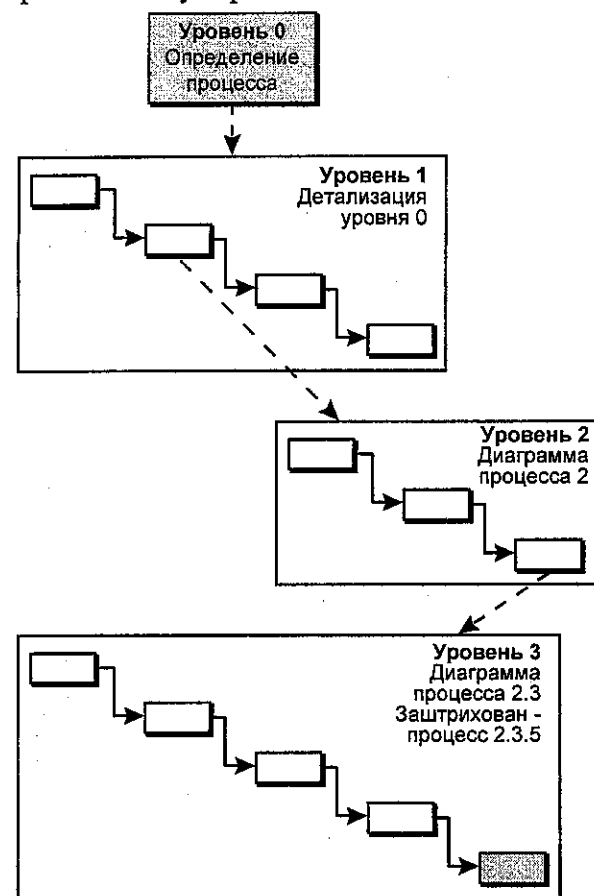 Уровень 0
Определение
процесса
Уровень 1
Детализация
уровня 0
Уровень 2
Диаграмма
процесса 2
Уровень 3
Диаграмма
процесса 2.3
Заштрихован -
процесс 2.3.5